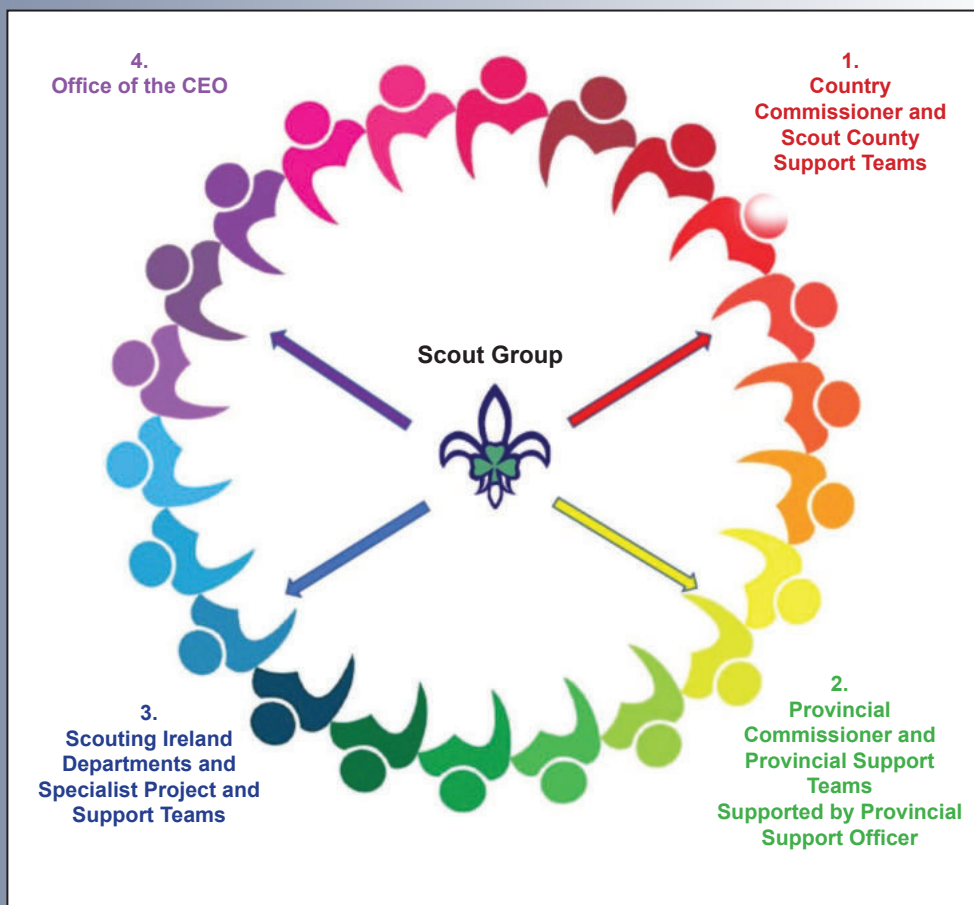 4.
Office of the CEO
1.
Country
Commissioner and
Scout County
Support Teams
Scout Group
3.
Scouting Ireland
Departments and
Specialist Project and
Support Teams
2.
Provincial
Commissioner and
Provincial Support
Teams
Supported by Provincial
Support Officer